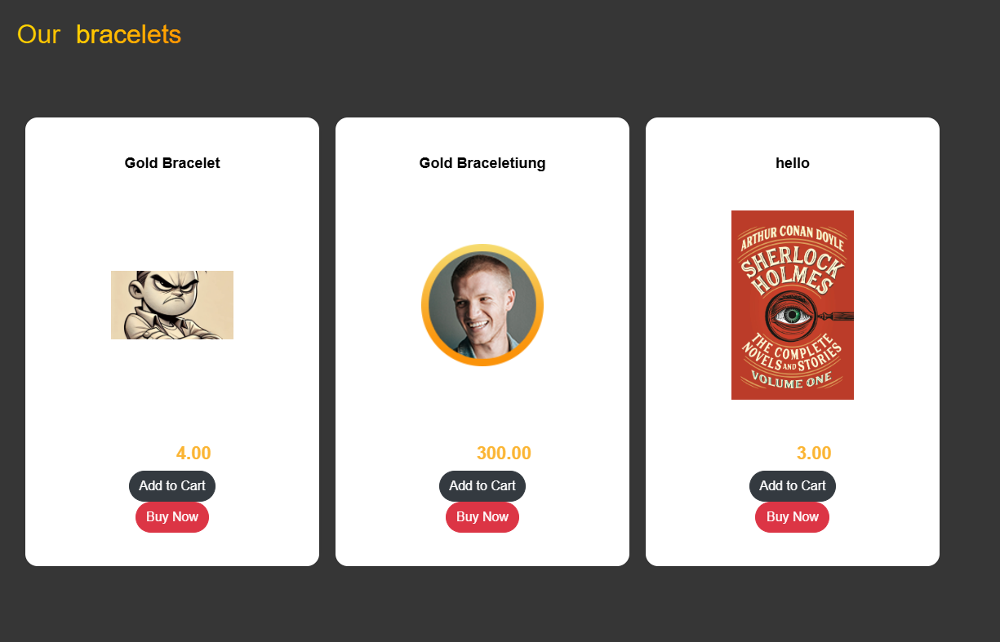 Our bracelets
Gold Bracelet
Gold Braceletiung
hello
ARTHUR CONAN DOYLE
SHERLOCK
HOLMES
THE COMPLETE
NOVELS AND STORIES
VOLUME ONE
4.00
300.00
3.00
Add to Cart
Add to Cart
Add to Cart
Buy Now
Buy Now
Buy Now